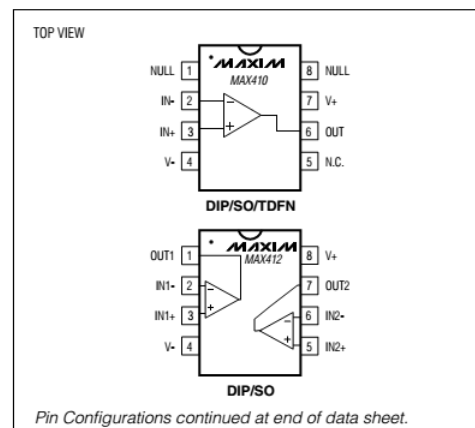 TOP VIEW
MAXIM
MAX410
NULL 1
8 NULL
IN- 2
7 V+
IN+ 3
6 OUT
V- 4
5 N.C.
DIP/SO/TDFN
MAXIM
MAX412
OUT1 1
8 V+
IN1- 2
7 OUT2
IN1+ 3
6 IN2-
V- 4
5 IN2+
DIP/SO
Pin Configurations continued at end of data sheet.